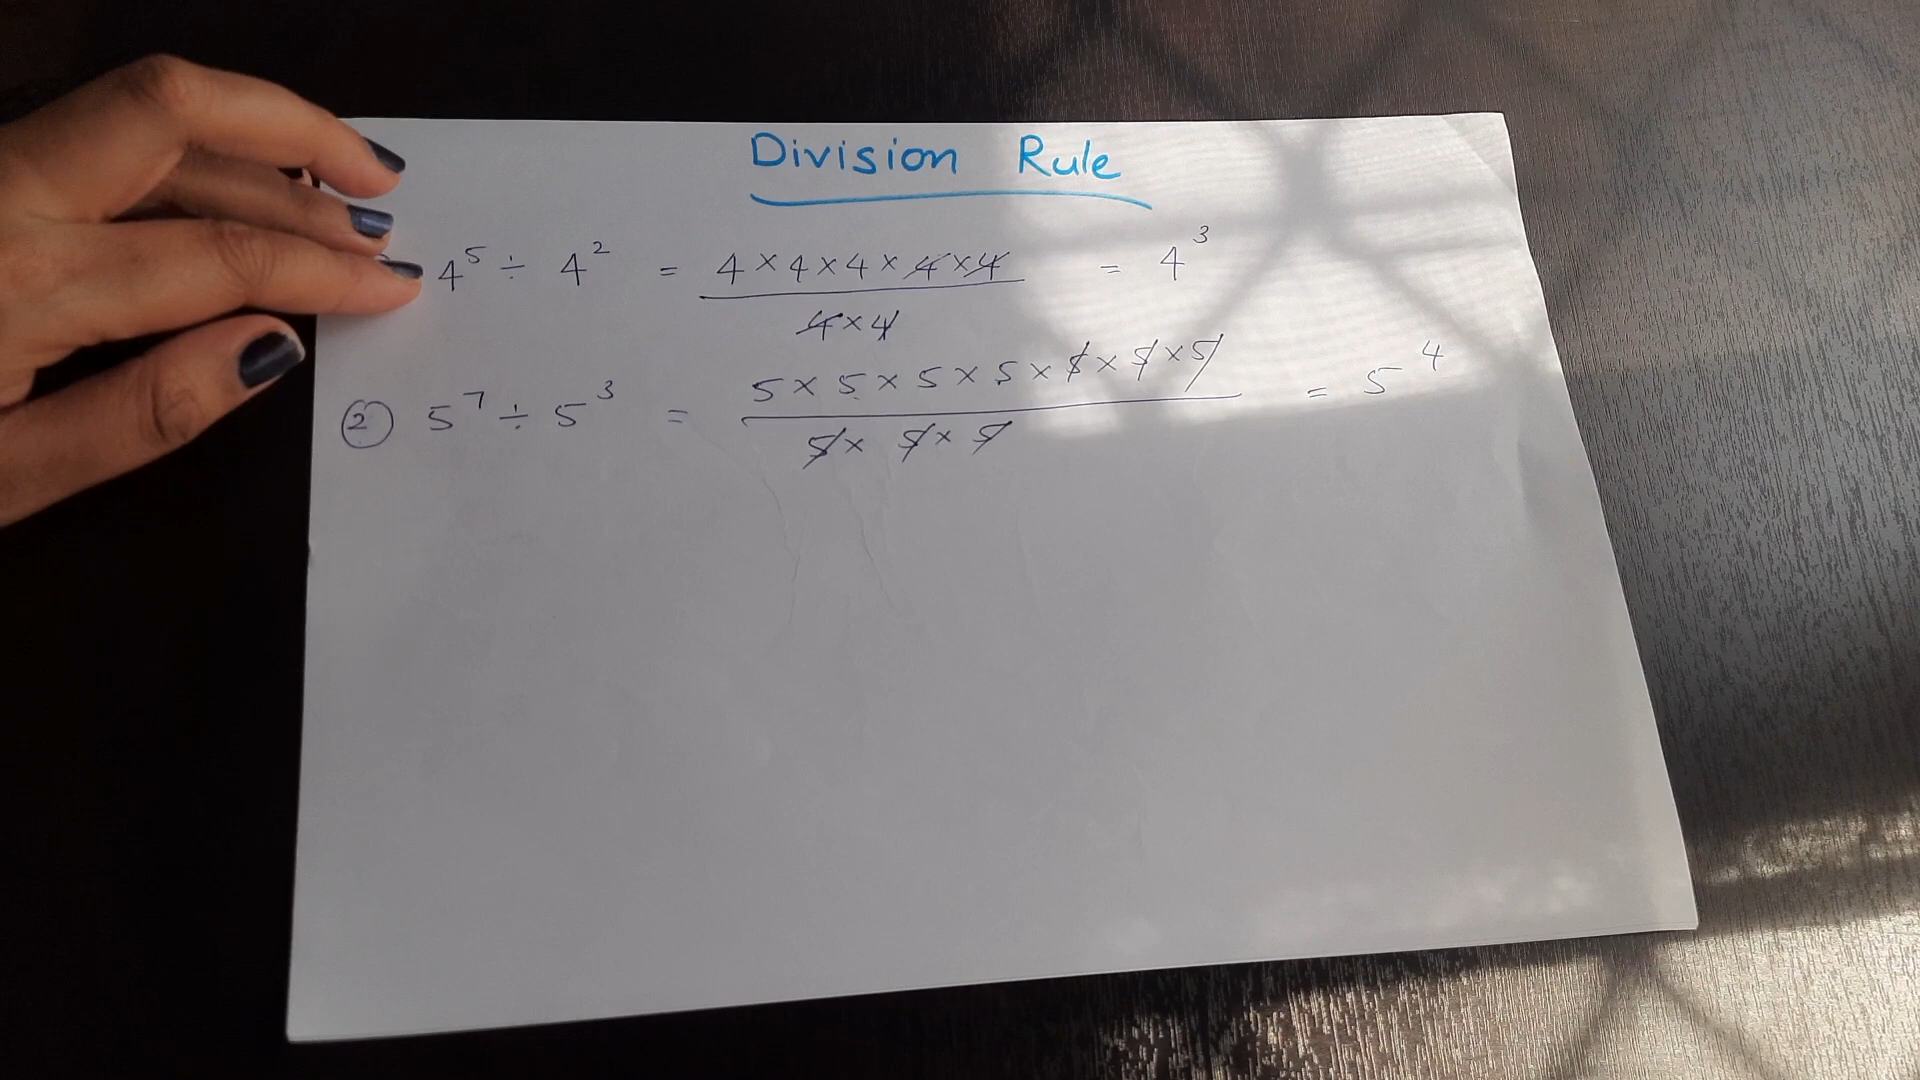 Division Rule
4⁵ ÷ 4² = 4×4×4×4×4 / 4×4 = 4³
② 5⁷ ÷ 5³ = 5×5×5×5×5×5×5 / 5×5×5 = 5⁴